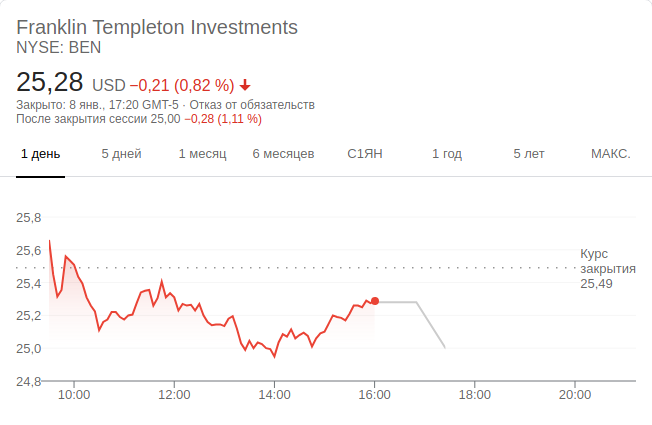 Franklin Templeton Investments
NYSE: BEN
25,28 USD −0,21 (0,82 %)
Закрыто: 8 янв., 17:20 GMT-5 · Отказ от обязательств
После закрытия сессии 25,00 −0,28 (1,11 %)
1 день 5 дней 1 месяц 6 месяцев С1ЯН 1 год 5 лет МАКС.
25,8
25,6
25,4
25,2
25,0
24,8
Курс
закрытия
25,49
10:00 12:00 14:00 16:00 18:00 20:00